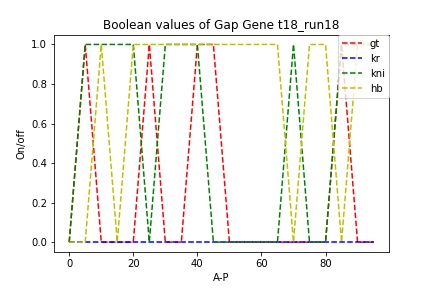 Boolean values of Gap Gene t18_run18
gt
kr
kni
hb
1.0
0.8
0.6
0.4
0.2
0.0
On/off
0 20 40 60 80
A-P